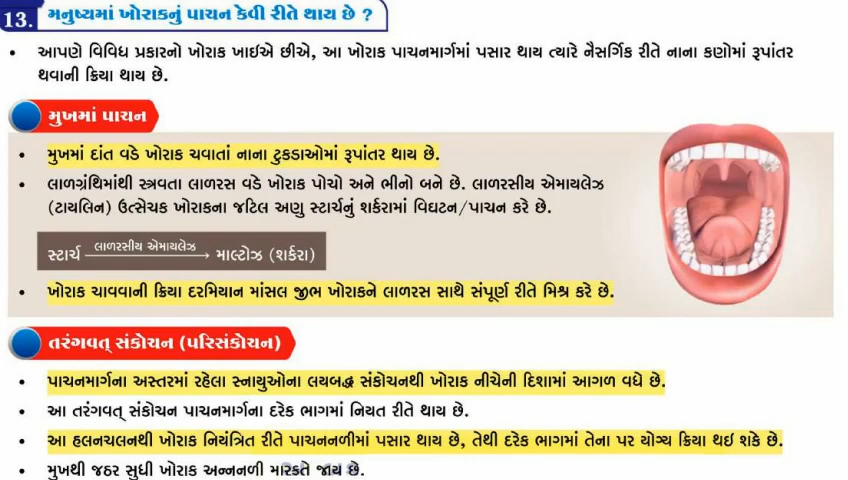 13. મનુષ્યમાં ખોરાકનું પાચન કેવી રીતે થાય છે ?
• આપણે વિવિધ પ્રકારનો ખોરાક ખાઈએ છીએ, આ ખોરાક પાચનમાર્ગમાં પસાર થાય ત્યારે નૈસર્ગિક રીતે નાના કણોમાં રૂપાંતર
થવાની ક્રિયા થાય છે.
મુખમાં પાચન
• મુખમાં દાંત વડે ખોરાક ચવાતાં નાના ટુકડાઓમાં રૂપાંતર થાય છે.
• લાળગ્રંથિમાંથી સ્ત્રવતા લાળરસ વડે ખોરાક પોચો અને ભીનો બને છે. લાળરસીય એમાયલેઝ
(ટાયલિન) ઉત્સેચક ખોરાકના જટિલ અણુ સ્ટાર્ચનું શર્કરામાં વિઘટન/પાચન કરે છે.
સ્ટાર્ચ લાળરસીય એમાયલેઝ → માલ્ટોઝ (શર્કરા)
• ખોરાક ચાવવાની ક્રિયા દરમિયાન માંસલ જીભ ખોરાકને લાળરસ સાથે સંપૂર્ણ રીતે મિશ્ર કરે છે.
તરંગવત્ સંકોચન (પરિસંકોચન)
• પાચનમાર્ગના અસ્તરમાં રહેલા સ્નાયુઓના લયબદ્ધ સંકોચનથી ખોરાક નીચેની દિશામાં આગળ વધે છે.
• આ તરંગવત્ સંકોચન પાચનમાર્ગના દરેક ભાગમાં નિયત રીતે થાય છે.
• આ હલનચલનથી ખોરાક નિયંત્રિત રીતે પાચનનળીમાં પસાર થાય છે, તેથી દરેક ભાગમાં તેના પર યોગ્ય ક્રિયા થઈ શકે છે.
• મુખથી જઠર સુધી ખોરાક અન્નનળી મારફતે જાય છે.